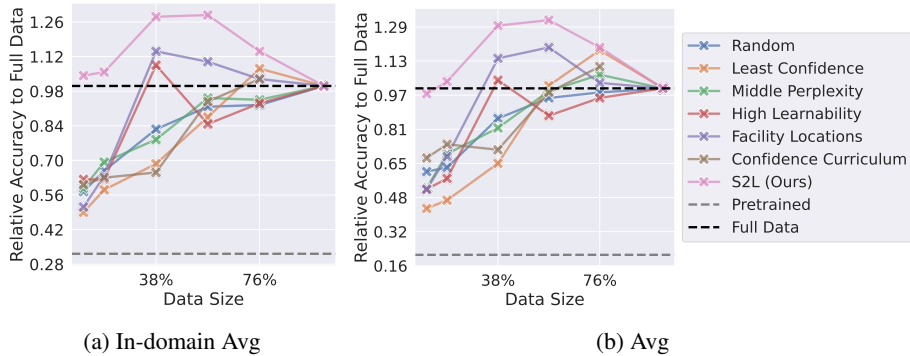 Relative Accuracy to Full Data
1.26
1.12
0.98
0.84
0.70
0.56
0.42
0.28
38%
76%
Data Size
(a) In-domain Avg
Relative Accuracy to Full Data
1.29
1.13
0.97
0.81
0.65
0.48
0.32
0.16
38%
76%
Data Size
(b) Avg
Random
Least Confidence
Middle Perplexity
High Learnability
Facility Locations
Confidence Curriculum
S2L (Ours)
Pretrained
Full Data